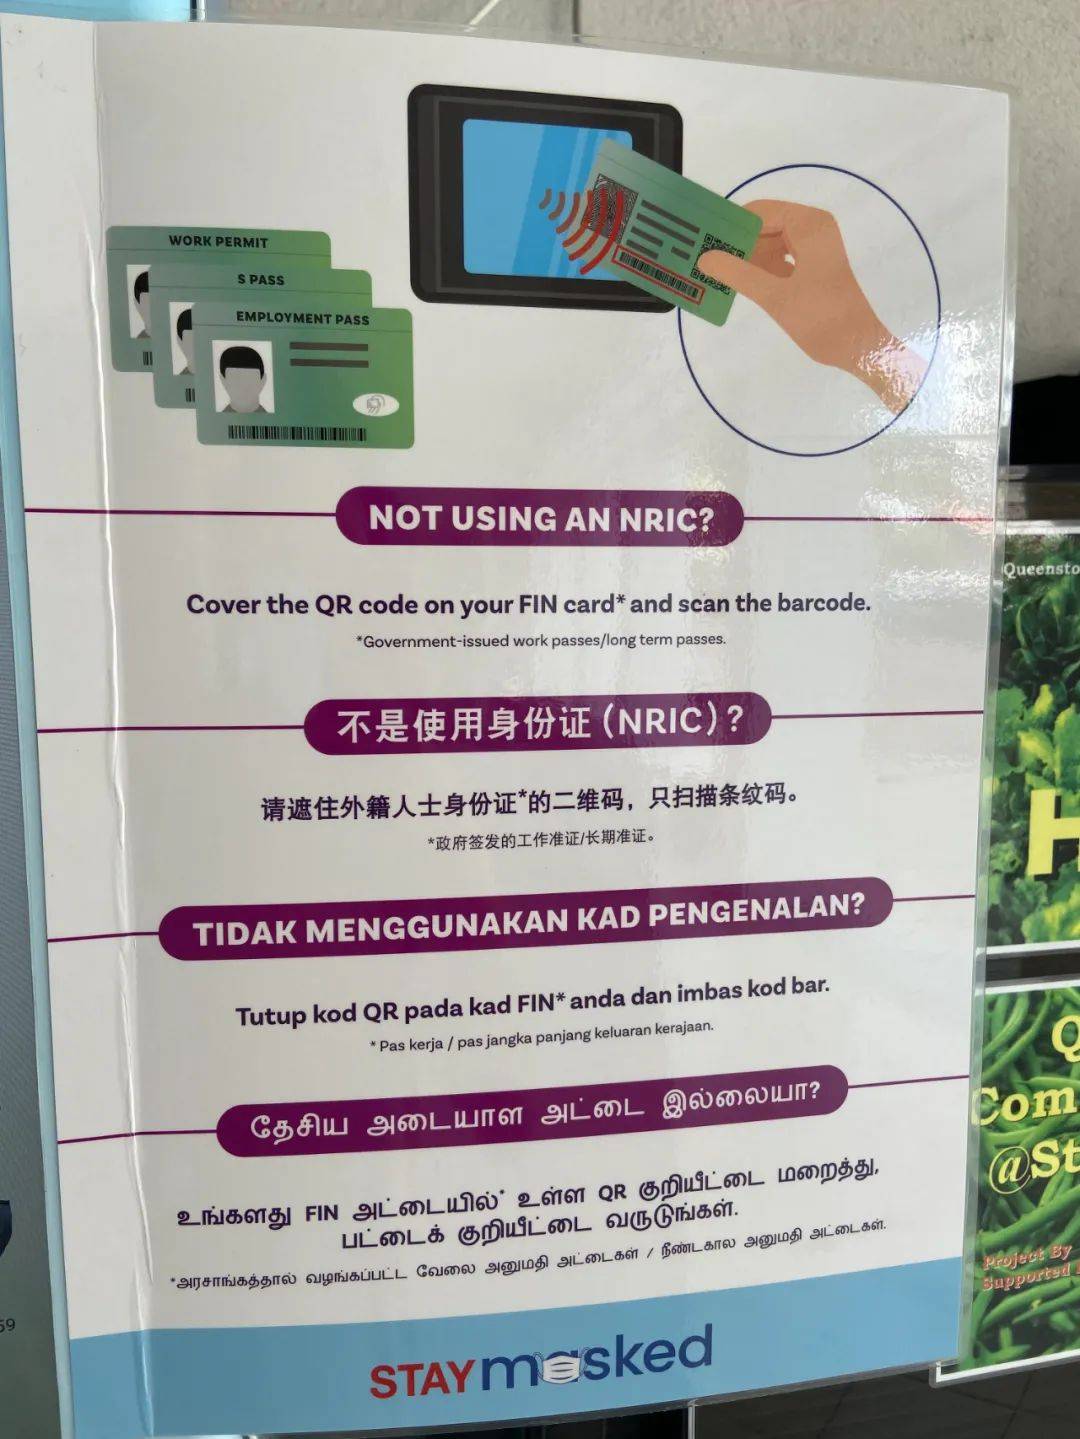 WORK PERMIT
S PASS
EMPLOYMENT PASS
NOT USING AN NRIC?
Cover the QR code on your FIN card* and scan the barcode.
*Government-issued work passes/long term passes.
不是使用身份证（NRIC）？
请遮住外籍人士身份证*的二维码，只扫描条纹码。
*政府签发的工作准证/长期准证。
TIDAK MENGGUNAKAN KAD PENGENALAN?
Tutup kod QR pada kad FIN* anda dan imbas kod bar.
* Pas kerja / pas jangka panjang keluaran kerajaan.
தேசிய அடையாள அட்டை இல்லையா?
உங்களது FIN அட்டையில்* உள்ள QR குறியீட்டை மறைத்து,
பட்டைக் குறியீட்டை வருடுங்கள்.
*அரசாங்கத்தால் வழங்கப்பட்ட வேலை அனுமதி அட்டைகள் / நீண்டகால அனுமதி அட்டைகள்.
STAYmasked
59
Queensto
H
Q
Com
@St
Project By
Supported